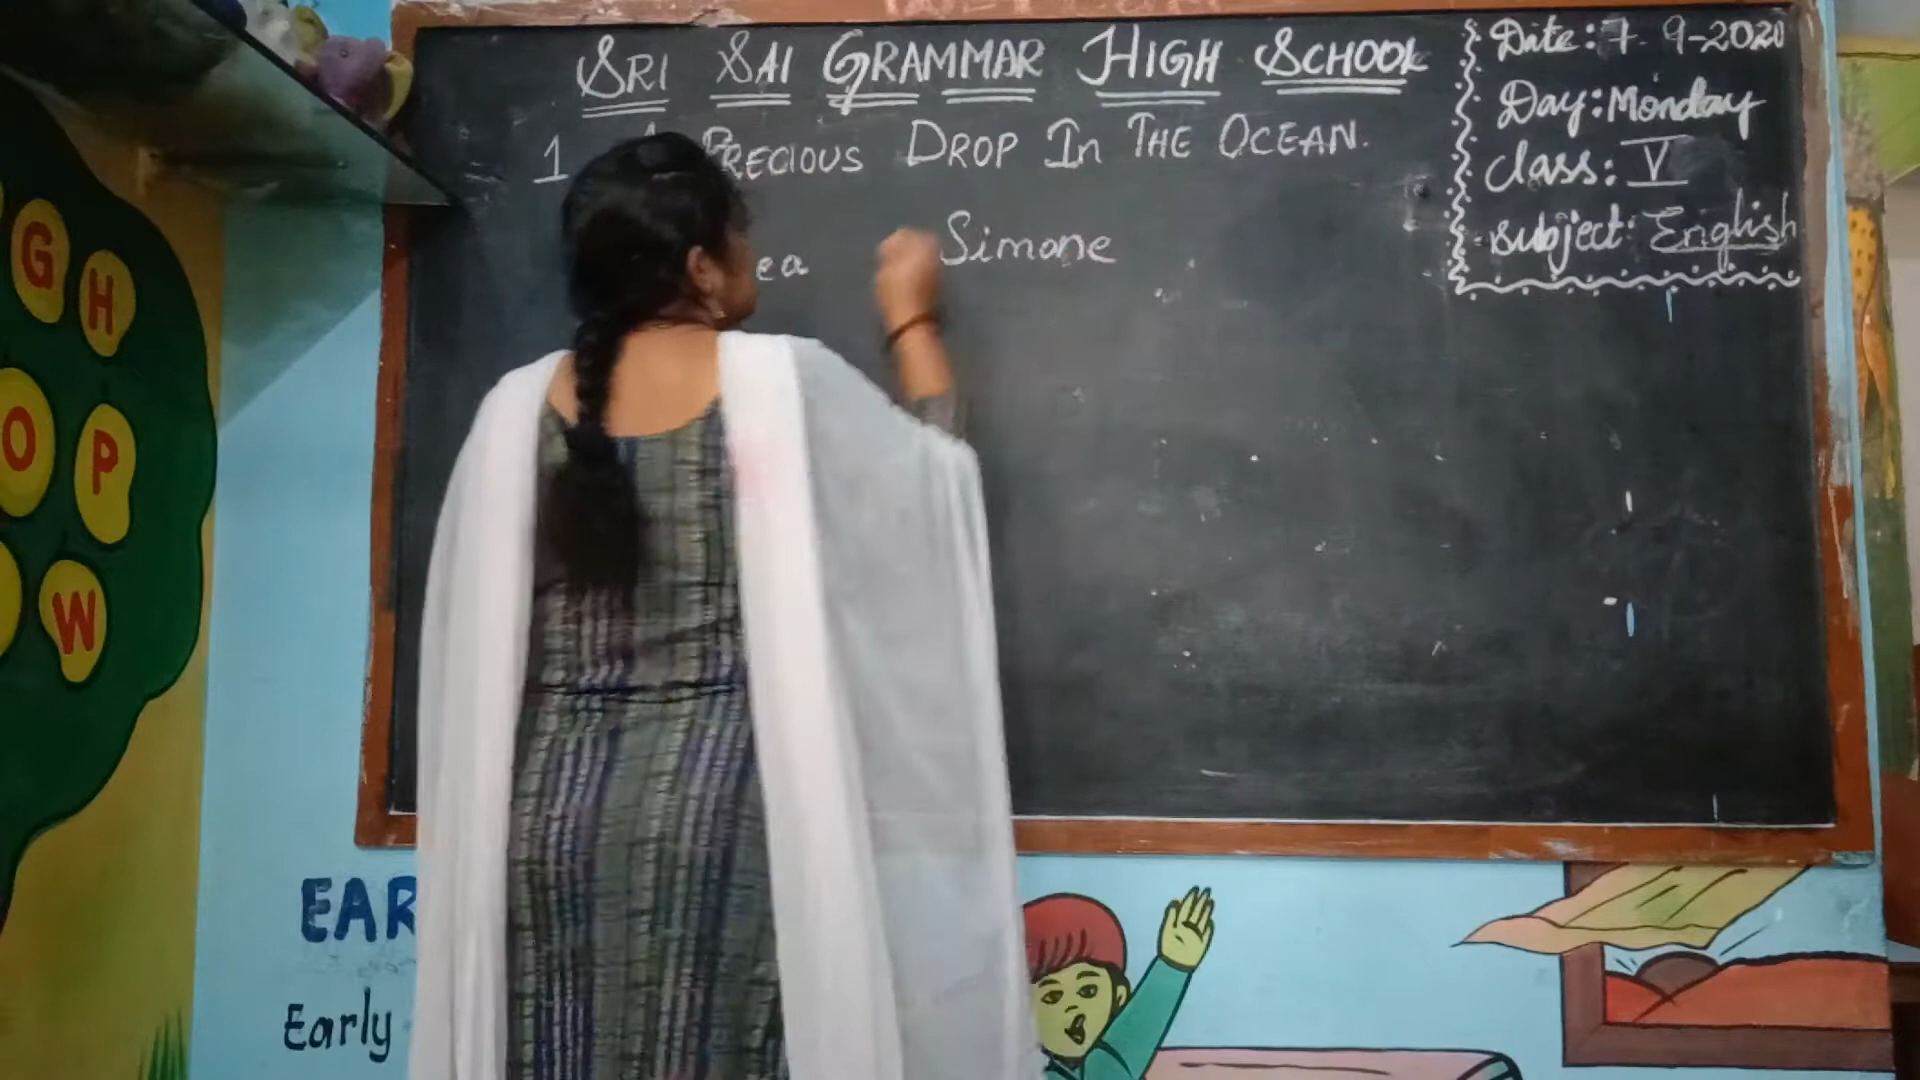 SRI SAI GRAMMAR HIGH SCHOOL
1 PRECIOUS DROP In THE OCEAN.
ea Simone
Date: 7-9-2020
Day: Monday
class: V
subject: English
G
H
O
P
W
EAR
Early